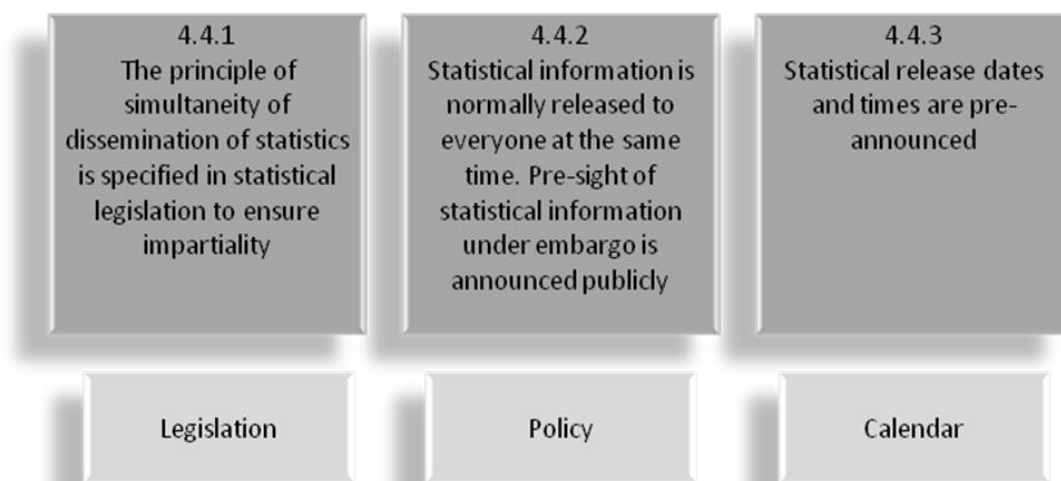 4.4.1
The principle of
simultaneity of
dissemination of statistics
is specified in statistical
legislation to ensure
impartiality
4.4.2
Statistical information is
normally released to
everyone at the same
time. Pre-sight of
statistical information
under embargo is
announced publicly
4.4.3
Statistical release dates
and times are pre-
announced
Legislation
Policy
Calendar